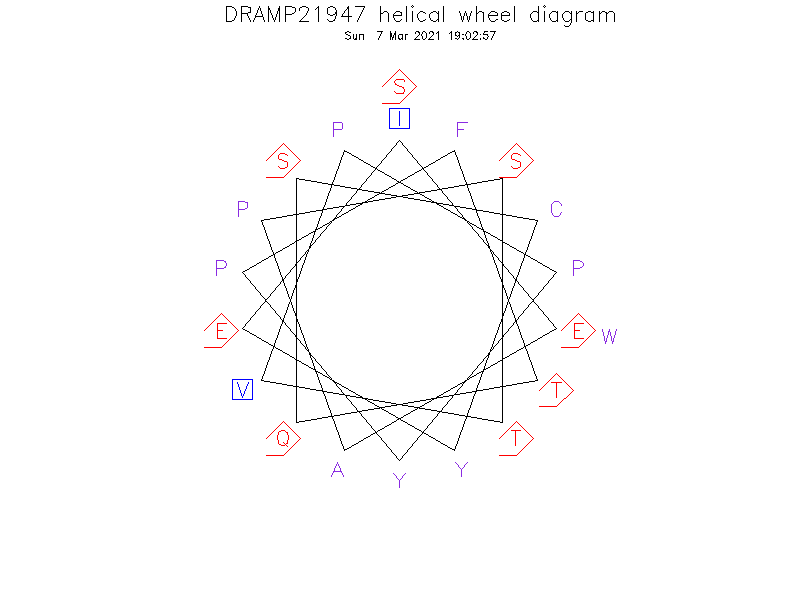 DRAMP21947 helical wheel diagram
Sun 7 Mar 2021 19:02:57
S
I
P F
S S
P C
P P
E E W
V T
Q T
A Y
Y